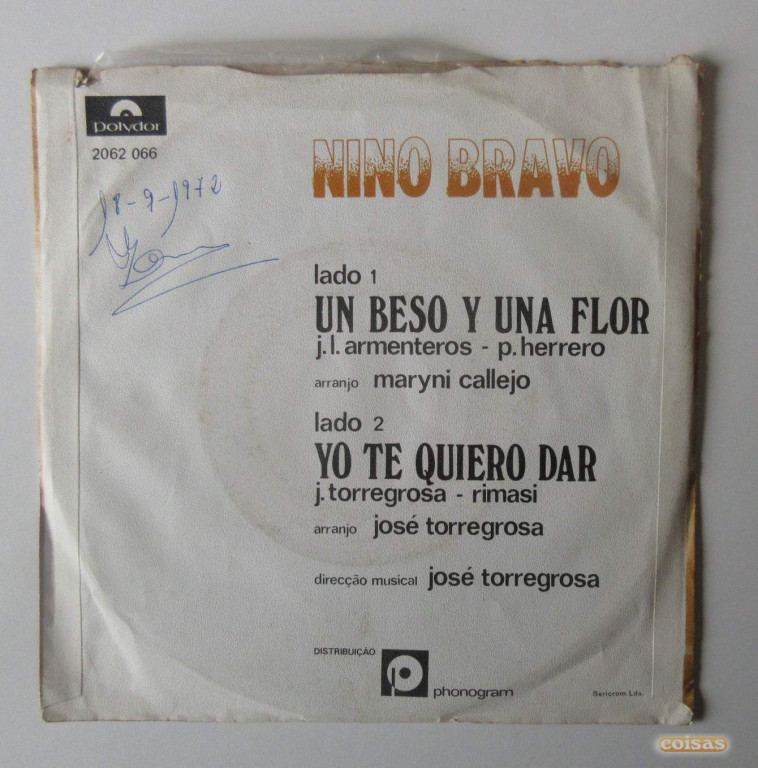 Polydor
2062 066
18-9-1972
NINO BRAVO
lado 1
UN BESO Y UNA FLOR
j.l.armenteros - p.herrero
arranjo maryni callejo
lado 2
YO TE QUIERO DAR
j.torregrosa - rimasi
arranjo josé torregrosa
direcção musical josé torregrosa
DISTRIBUIÇÃO
phonogram
Sericrom.Lda.
coisas